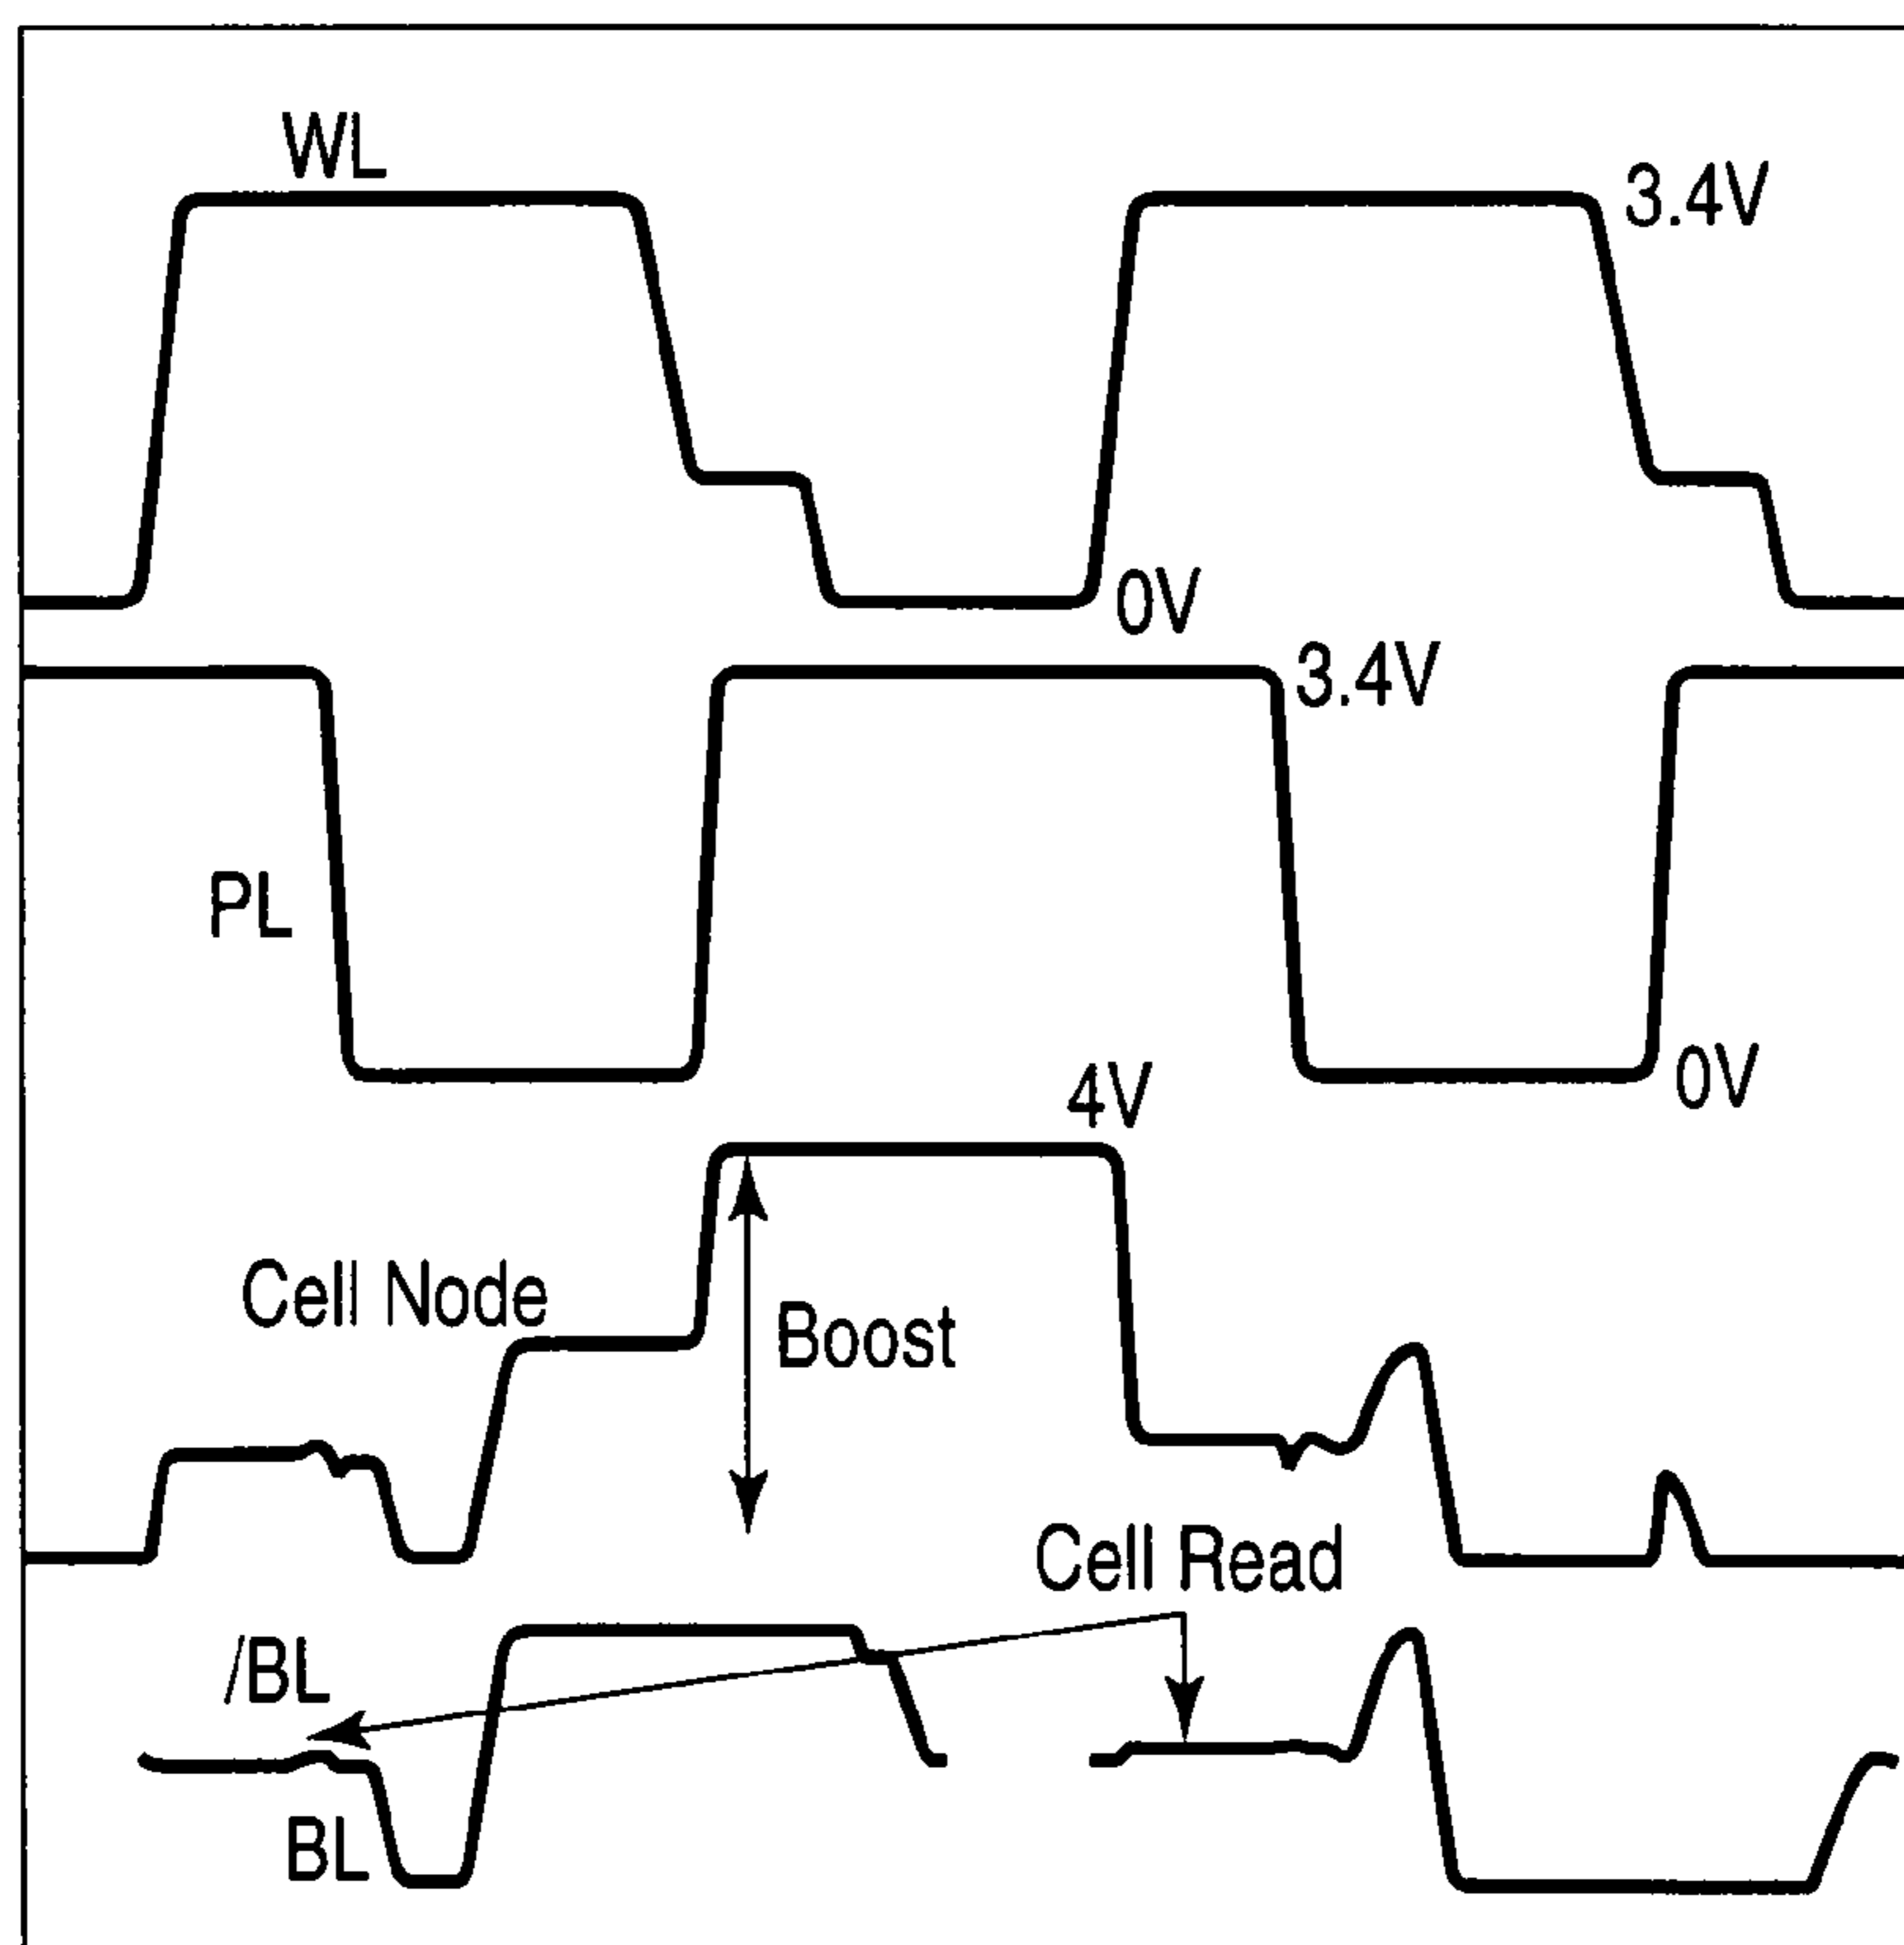 WL
3.4V
0V
3.4V
PL
0V
4V
Cell Node
Boost
Cell Read
/BL
BL